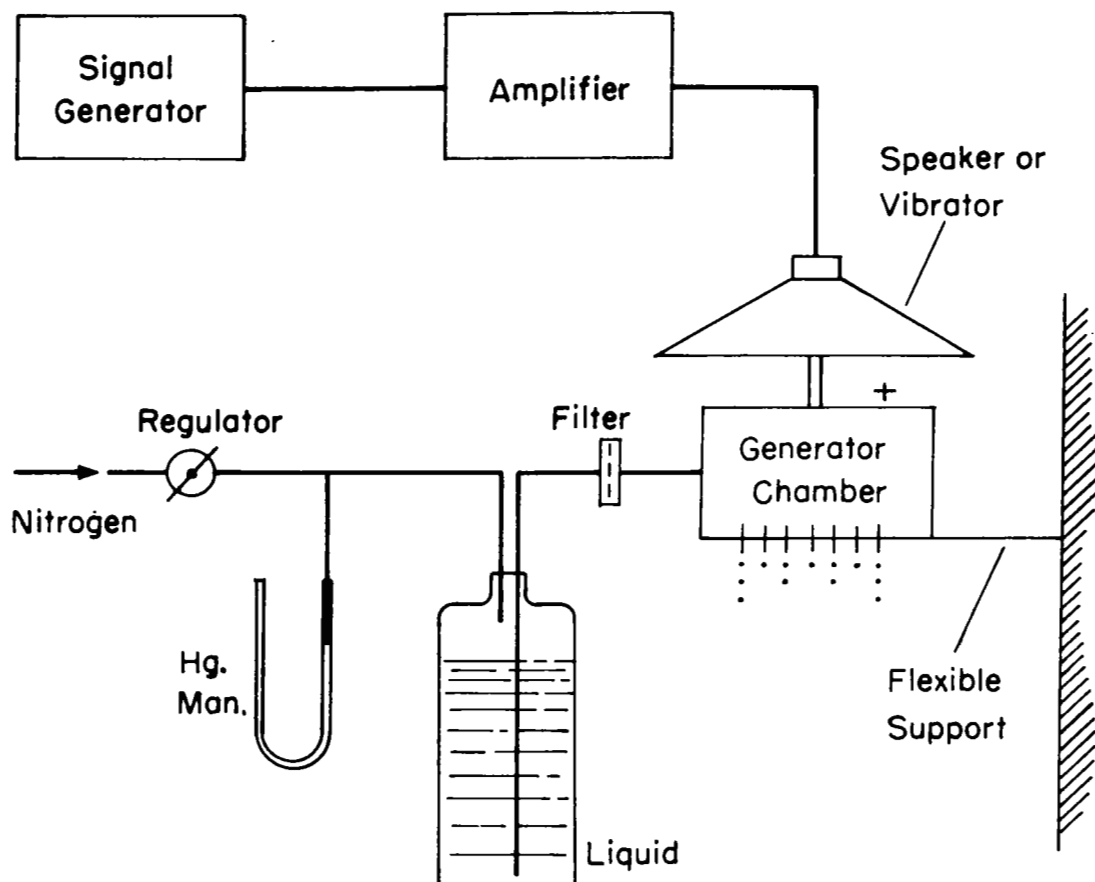 Signal
Generator
Amplifier
Speaker or
Vibrator
Regulator
Filter
+
Generator
Chamber
Nitrogen
Hg.
Man.
Flexible
Support
Liquid